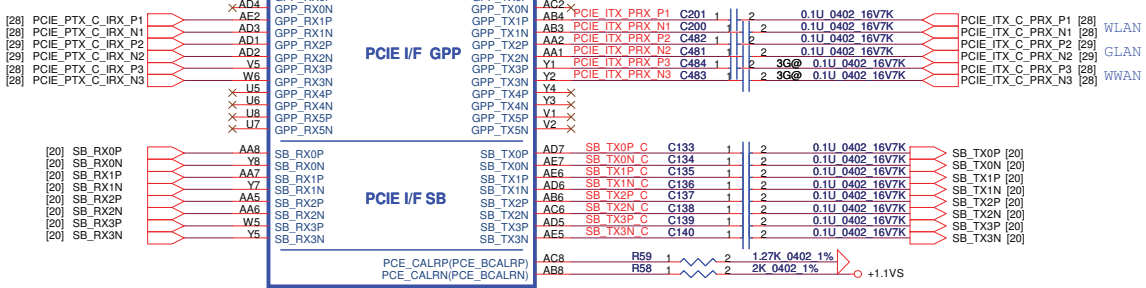 AD4 GPP_RX0P GPP_TX0P AC2
[28] PCIE_PTX_C_IRX_P1 AE2 GPP_RX0N GPP_TX0N AB4 PCIE_ITX_PRX_P1 C201 1 2 0.1U_0402_16V7K PCIE_ITX_C_PRX_P1 [28]
[28] PCIE_PTX_C_IRX_N1 AD3 GPP_RX1P GPP_TX1P AB3 PCIE_ITX_PRX_N1 C200 1 2 0.1U_0402_16V7K PCIE_ITX_C_PRX_N1 [28] WLAN
[29] PCIE_PTX_C_IRX_P2 AD1 GPP_RX1N GPP_TX1N AA2 PCIE_ITX_PRX_P2 C482 1 2 0.1U_0402_16V7K PCIE_ITX_C_PRX_P2 [29]
[29] PCIE_PTX_C_IRX_N2 AD2 GPP_RX2P PCIE I/F GPP GPP_TX2P AA1 PCIE_ITX_PRX_N2 C481 1 2 0.1U_0402_16V7K PCIE_ITX_C_PRX_N2 [29] GLAN
[28] PCIE_PTX_C_IRX_P3 V5 GPP_RX2N GPP_TX2N Y1 PCIE_ITX_PRX_P3 C484 1 2 3G@ 0.1U_0402_16V7K PCIE_ITX_C_PRX_P3 [28]
[28] PCIE_PTX_C_IRX_N3 W6 GPP_RX3P GPP_TX3P Y2 PCIE_ITX_PRX_N3 C483 1 2 3G@ 0.1U_0402_16V7K PCIE_ITX_C_PRX_N3 [28] WWAN
U5 GPP_RX3N GPP_TX3N Y4
U6 GPP_RX4P GPP_TX4P Y3
U8 GPP_RX4N GPP_TX4N V1
U7 GPP_RX5P GPP_TX5P V2
GPP_RX5N GPP_TX5N
[20] SB_RX0P AA8 SB_RX0P SB_TX0P AD7 SB_TX0P_C C133 1 2 0.1U_0402_16V7K SB_TX0P [20]
[20] SB_RX0N Y8 SB_RX0N SB_TX0N AE7 SB_TX0N_C C134 1 2 0.1U_0402_16V7K SB_TX0N [20]
[20] SB_RX1P AA7 SB_RX1P SB_TX1P AE6 SB_TX1P_C C135 1 2 0.1U_0402_16V7K SB_TX1P [20]
[20] SB_RX1N Y7 SB_RX1N SB_TX1N AD6 SB_TX1N_C C136 1 2 0.1U_0402_16V7K SB_TX1N [20]
[20] SB_RX2P AA5 SB_RX2P PCIE I/F SB SB_TX2P AB6 SB_TX2P_C C137 1 2 0.1U_0402_16V7K SB_TX2P [20]
[20] SB_RX2N AA6 SB_RX2N SB_TX2N AC6 SB_TX2N_C C138 1 2 0.1U_0402_16V7K SB_TX2N [20]
[20] SB_RX3P W5 SB_RX3P SB_TX3P AD5 SB_TX3P_C C139 1 2 0.1U_0402_16V7K SB_TX3P [20]
[20] SB_RX3N Y5 SB_RX3N SB_TX3N AE5 SB_TX3N_C C140 1 2 0.1U_0402_16V7K SB_TX3N [20]
PCE_CALRP(PCE_BCALRP) AC8 R59 1 2 1.27K_0402_1%
PCE_CALRN(PCE_BCALRN) AB8 R58 1 2 2K_0402_1% +1.1VS